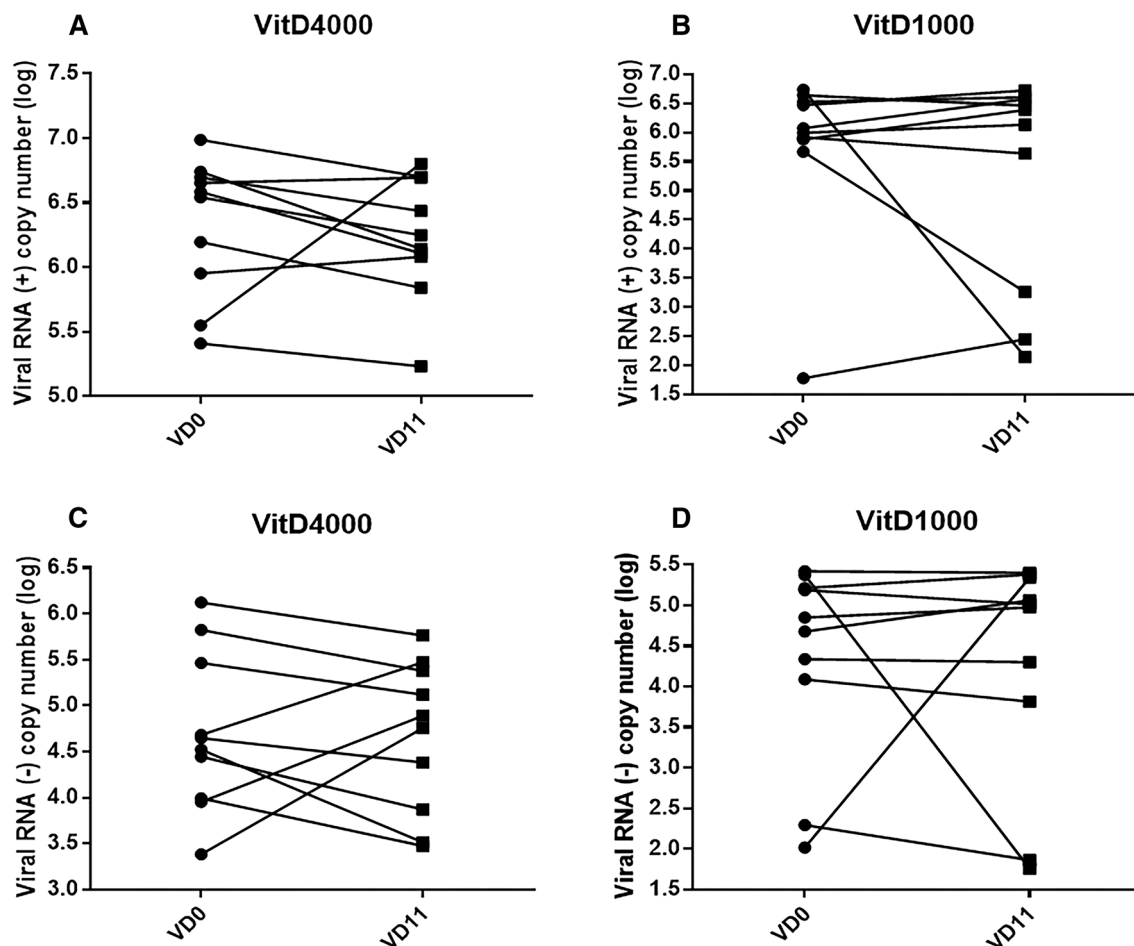 A VitD4000
Viral RNA (+) copy number (log)
7.5
7.0
6.5
6.0
5.5
5.0
VD0 VD11
B VitD1000
Viral RNA (+) copy number (log)
7.0
6.5
6.0
5.5
5.0
4.5
4.0
3.5
3.0
2.5
2.0
1.5
VD0 VD11
C VitD4000
Viral RNA (-) copy number (log)
6.5
6.0
5.5
5.0
4.5
4.0
3.5
3.0
VD0 VD11
D VitD1000
Viral RNA (-) copy number (log)
5.5
5.0
4.5
4.0
3.5
3.0
2.5
2.0
1.5
VD0 VD11